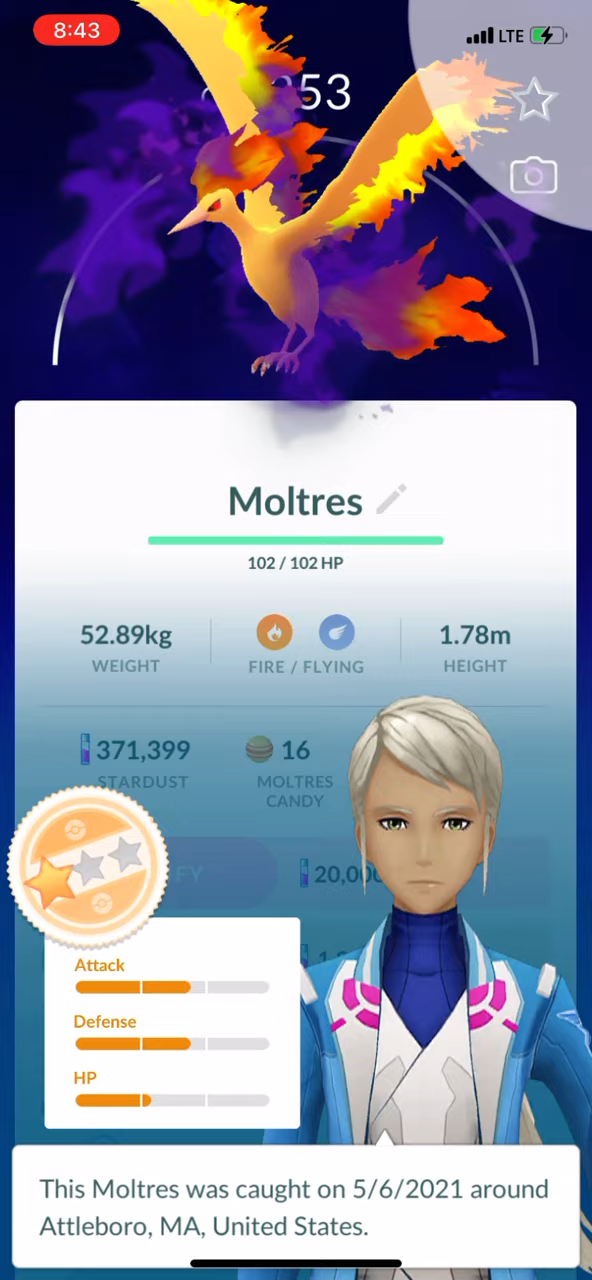 8:43
LTE
53
Moltres
102 / 102 HP
52.89kg
1.78m
WEIGHT
FIRE / FLYING
HEIGHT
371,399
16
STARDUST
MOLTRES
CANDY
20,000
Attack
Defense
HP
This Moltres was caught on 5/6/2021 around
Attleboro, MA, United States.